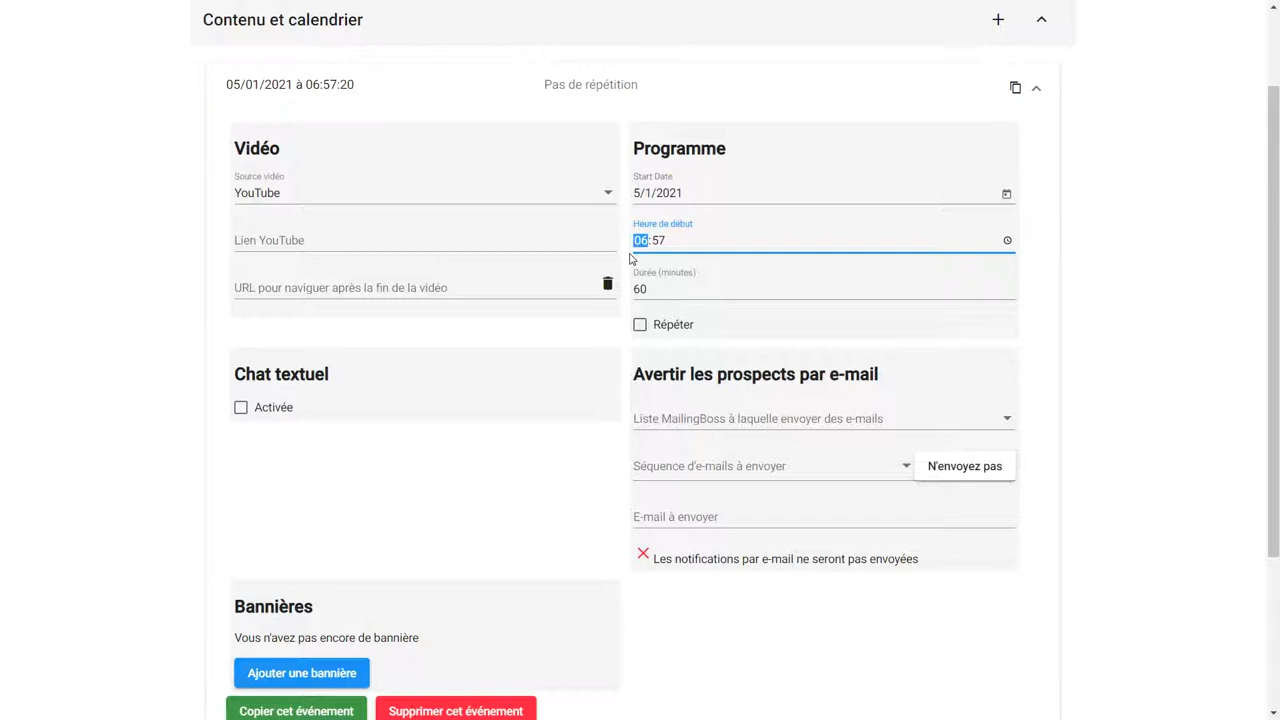 Contenu et calendrier
05/01/2021 à 06:57:20
Pas de répétition
Vidéo
Source vidéo
YouTube
Lien YouTube
URL pour naviguer après la fin de la vidéo
Programme
Start Date
5/1/2021
Heure de début
06:57
Durée (minutes)
60
Répéter
Chat textuel
Activée
Avertir les prospects par e-mail
Liste MailingBoss à laquelle envoyer des e-mails
Séquence d'e-mails à envoyer
N'envoyez pas
E-mail à envoyer
Les notifications par e-mail ne seront pas envoyées
Bannières
Vous n'avez pas encore de bannière
Ajouter une bannière
Copier cet événement
Supprimer cet événement